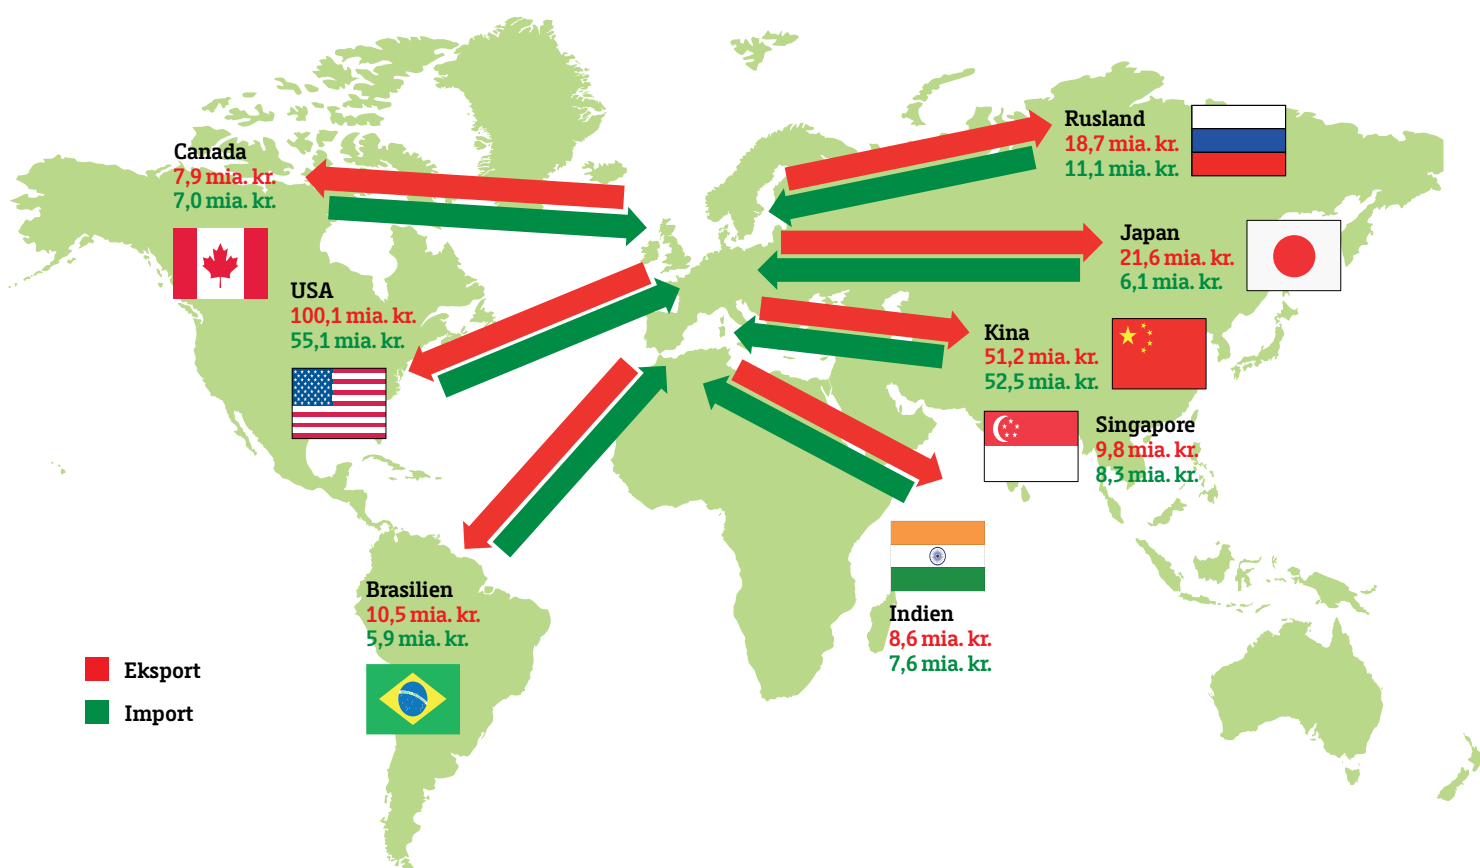 Canada
7,9 mia. kr.
7,0 mia. kr.
USA
100,1 mia. kr.
55,1 mia. kr.
Brasilien
10,5 mia. kr.
5,9 mia. kr.
Eksport
Import
Rusland
18,7 mia. kr.
11,1 mia. kr.
Japan
21,6 mia. kr.
6,1 mia. kr.
Kina
51,2 mia. kr.
52,5 mia. kr.
Singapore
9,8 mia. kr.
8,3 mia. kr.
Indien
8,6 mia. kr.
7,6 mia. kr.